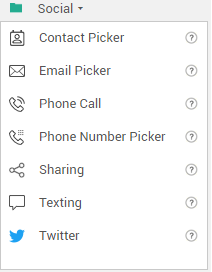 Social
Contact Picker
Email Picker
Phone Call
Phone Number Picker
Sharing
Texting
Twitter